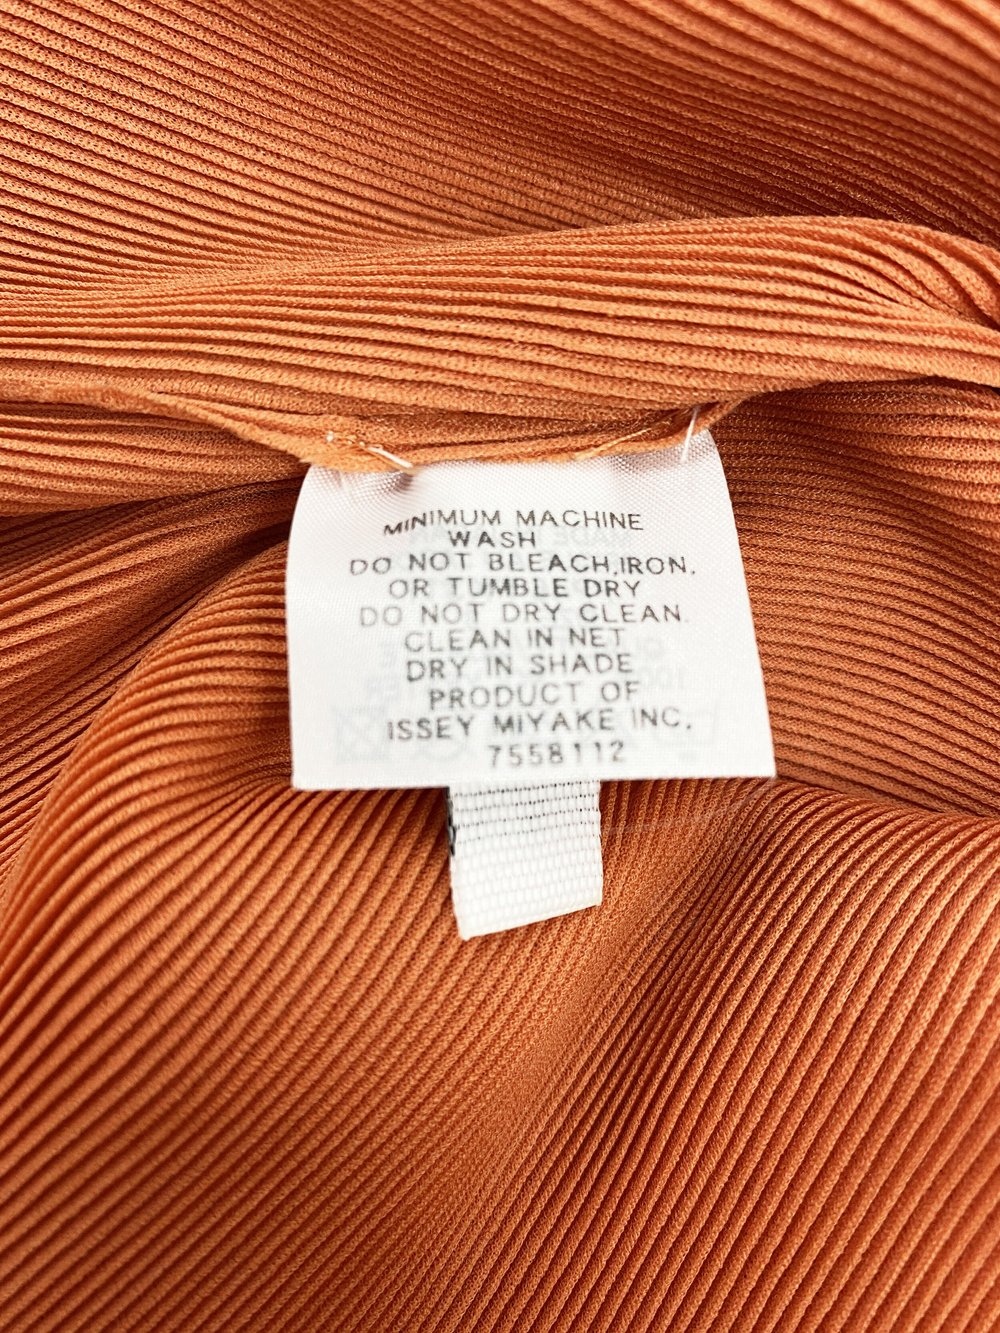 MINIMUM MACHINE
WASH
DO NOT BLEACH,IRON.
OR TUMBLE DRY
DO NOT DRY CLEAN.
CLEAN IN NET
DRY IN SHADE
PRODUCT OF
ISSEY MIYAKE INC.
7558112